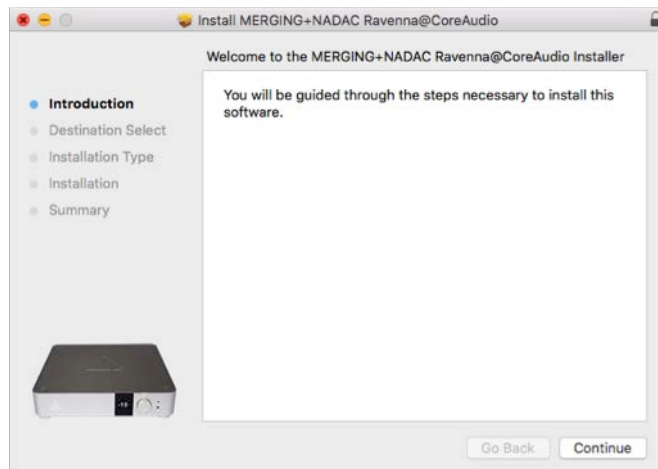 Install MERGING+NADAC Ravenna@CoreAudio
Welcome to the MERGING+NADAC Ravenna@CoreAudio Installer
Introduction
Destination Select
Installation Type
Installation
Summary
You will be guided through the steps necessary to install this
software.
Go Back
Continue